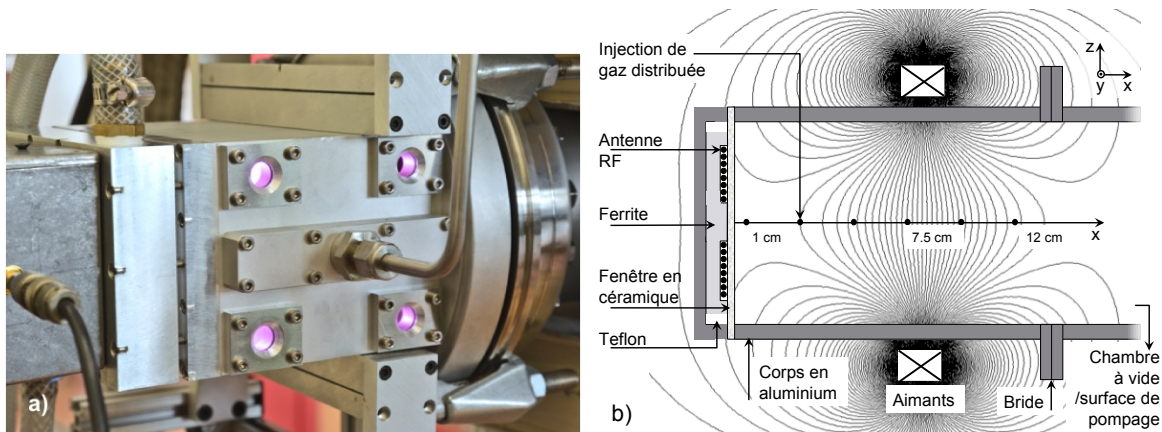 a)
Injection de
gaz distribuée
Antenne
RF
Ferrite
Fenêtre en
céramique
Teflon
Corps en
aluminium
Aimants
Bride
Chambre
à vide
/surface de
pompage
1 cm
7.5 cm
12 cm
x
z
y
x
b)